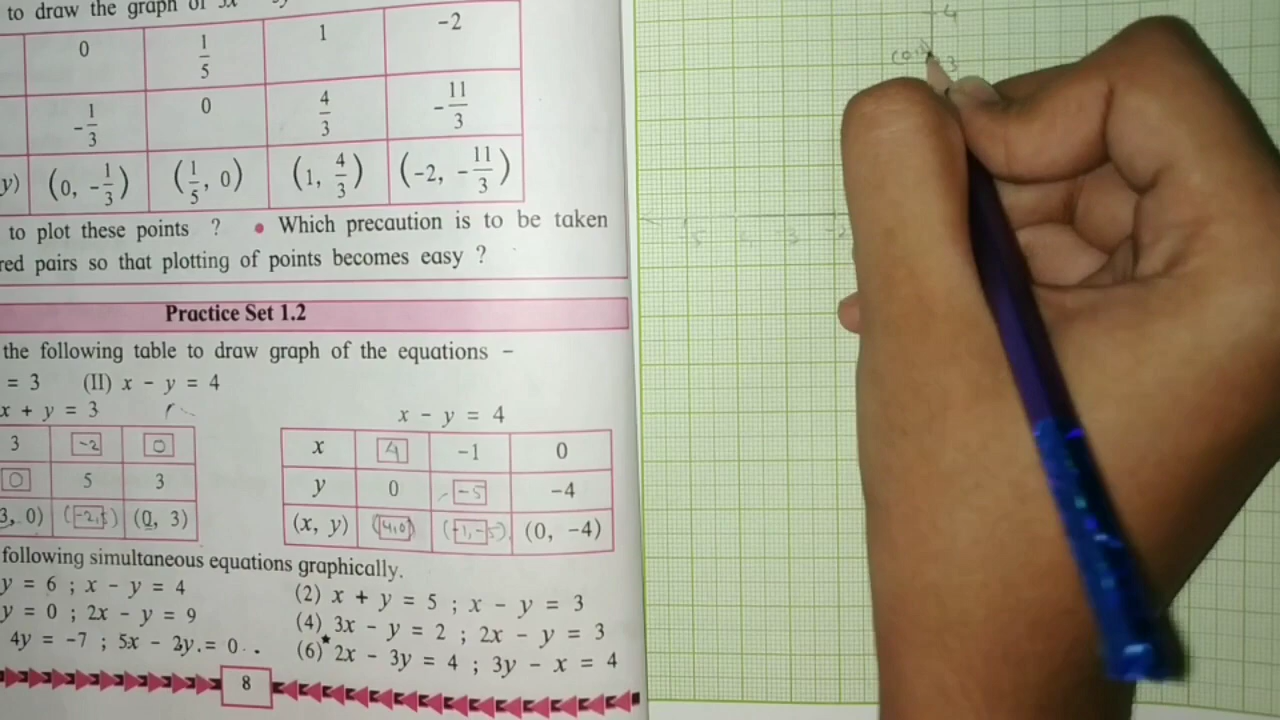 to draw the graph of 5x
0 1/5 1 -2
-1/3 0 4/3 -11/3
y) (0, -1/3) (1/5, 0) (1, 4/3) (-2, -11/3)
to plot these points ? • Which precaution is to be taken
red pairs so that plotting of points becomes easy ?
Practice Set 1.2
the following table to draw graph of the equations -
= 3 (II) x - y = 4
x + y = 3
3 -2 0
0 5 3
3, 0) (-2,5) (0, 3)
x - y = 4
x 4 -1 0
y 0 -5 -4
(x, y) (4,0) (-1,-5) (0, -4)
following simultaneous equations graphically.
y = 6 ; x - y = 4
(2) x + y = 5 ; x - y = 3
y = 0 ; 2x - y = 9
(4) 3x - y = 2 ; 2x - y = 3
4y = -7 ; 5x - 2y = 0 .
(6)* 2x - 3y = 4 ; 3y - x = 4
8
4
3